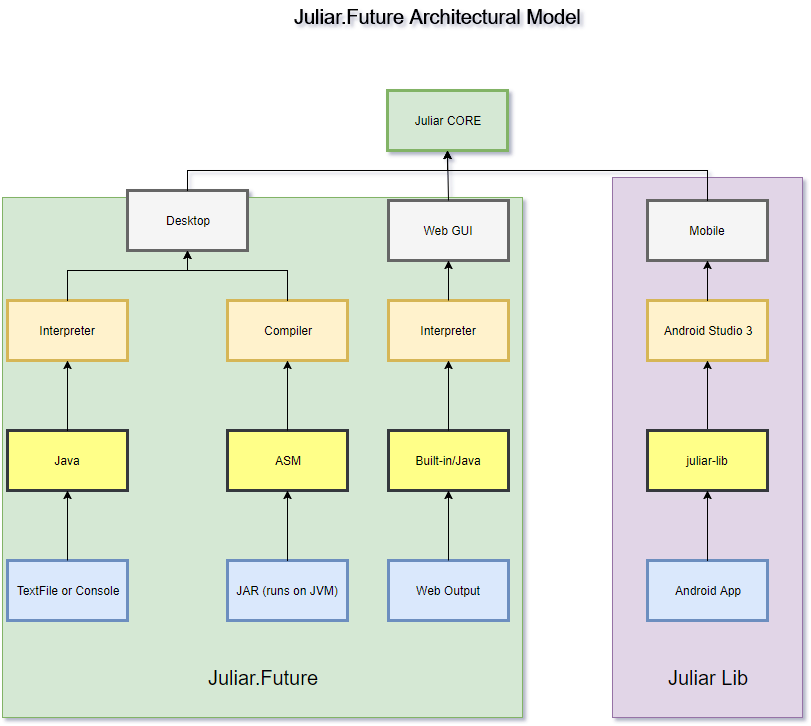 Juliar.Future Architectural Model
Juliar CORE
Desktop
Web GUI
Mobile
Interpreter
Compiler
Interpreter
Android Studio 3
Java
ASM
Built-in/Java
juliar-lib
TextFile or Console
JAR (runs on JVM)
Web Output
Android App
Juliar.Future
Juliar Lib